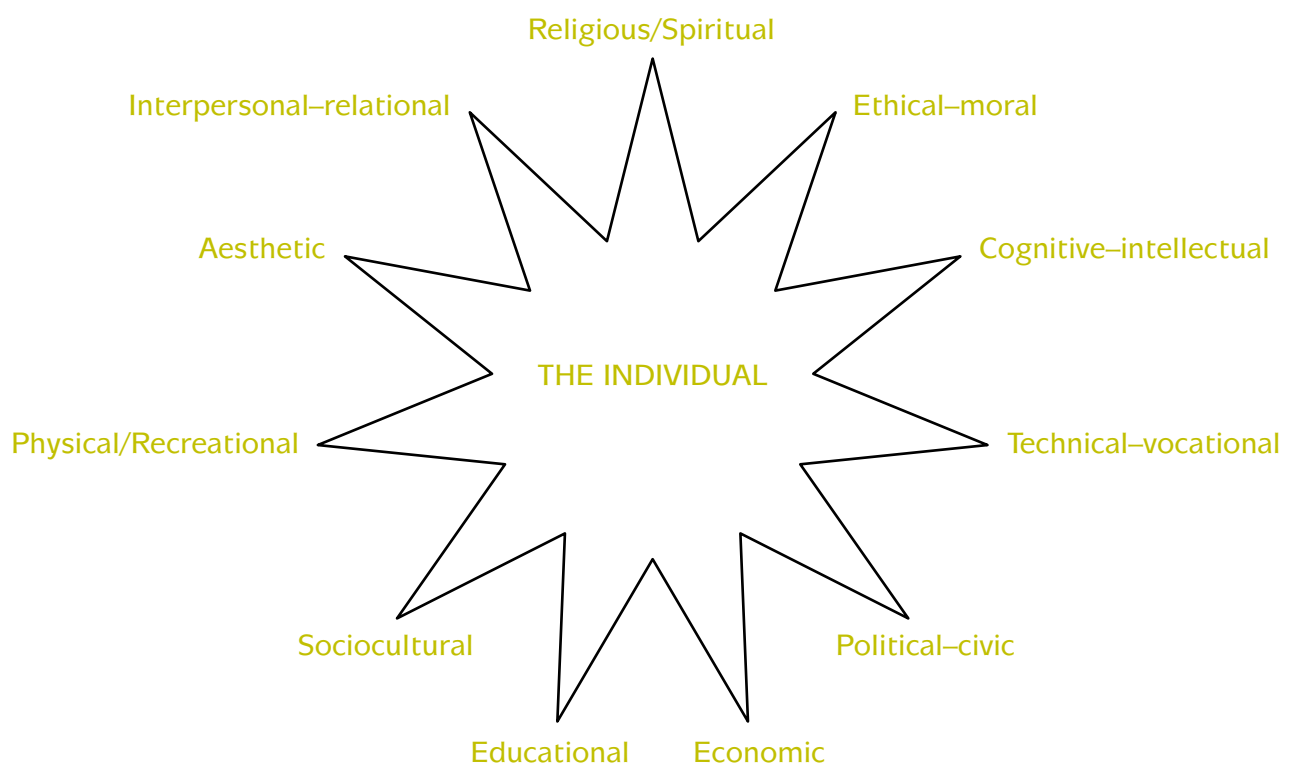 Religious/Spiritual
Interpersonal–relational
Ethical–moral
Aesthetic
Cognitive–intellectual
THE INDIVIDUAL
Physical/Recreational
Technical–vocational
Sociocultural
Political–civic
Educational
Economic